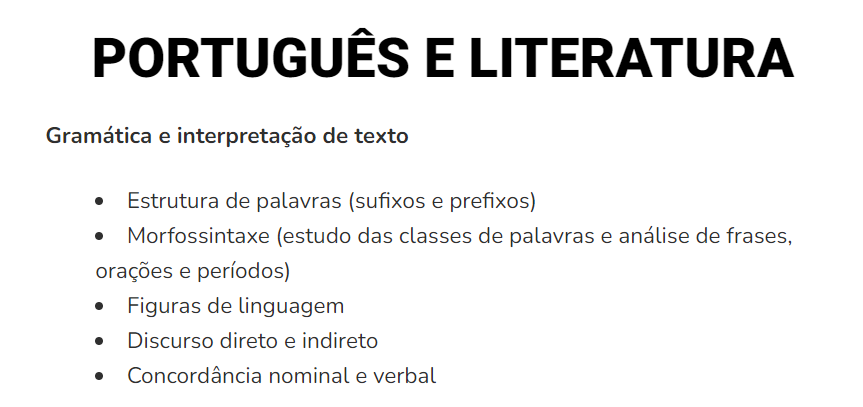 PORTUGUÊS E LITERATURA
Gramática e interpretação de texto
• Estrutura de palavras (sufixos e prefixos)
• Morfossintaxe (estudo das classes de palavras e análise de frases,
orações e períodos)
• Figuras de linguagem
• Discurso direto e indireto
• Concordância nominal e verbal